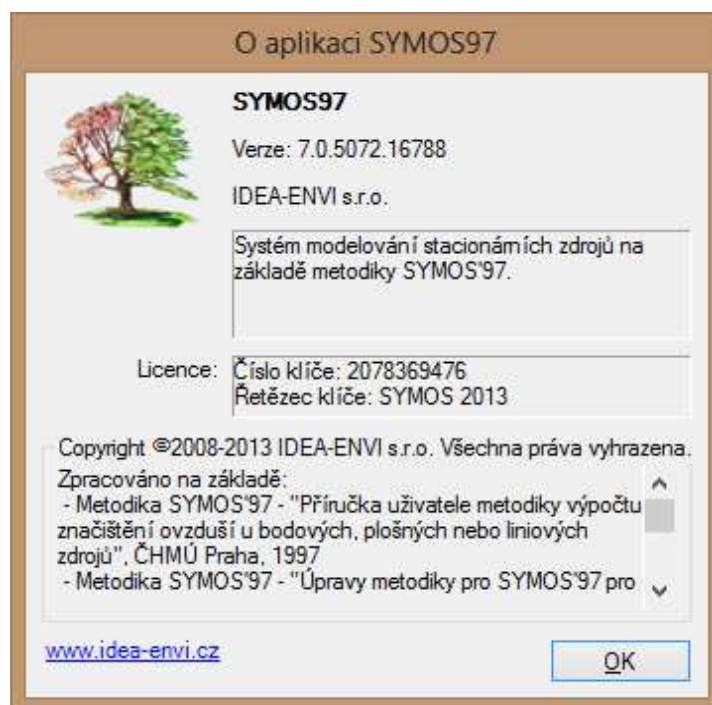 O aplikaci SYMOS97
SYMOS97
Verze: 7.0.5072.16788
IDEA-ENVI s.r.o.
Systém modelování stacionárních zdrojů na
základě metodiky SYMOS'97.
Licence:
Číslo klíče: 2078369476
Řetězec klíče: SYMOS 2013
Copyright ©2008-2013 IDEA-ENVI s.r.o. Všechna práva vyhrazena.
Zpracováno na základě:
- Metodika SYMOS'97 - "Příručka uživatele metodiky výpočtu
značištění ovzduší u bodových, plošných nebo liniových
zdrojů", ČHMÚ Praha, 1997
- Metodika SYMOS'97 - "Úpravy metodiky pro SYMOS'97 pro
www.idea-envi.cz
OK